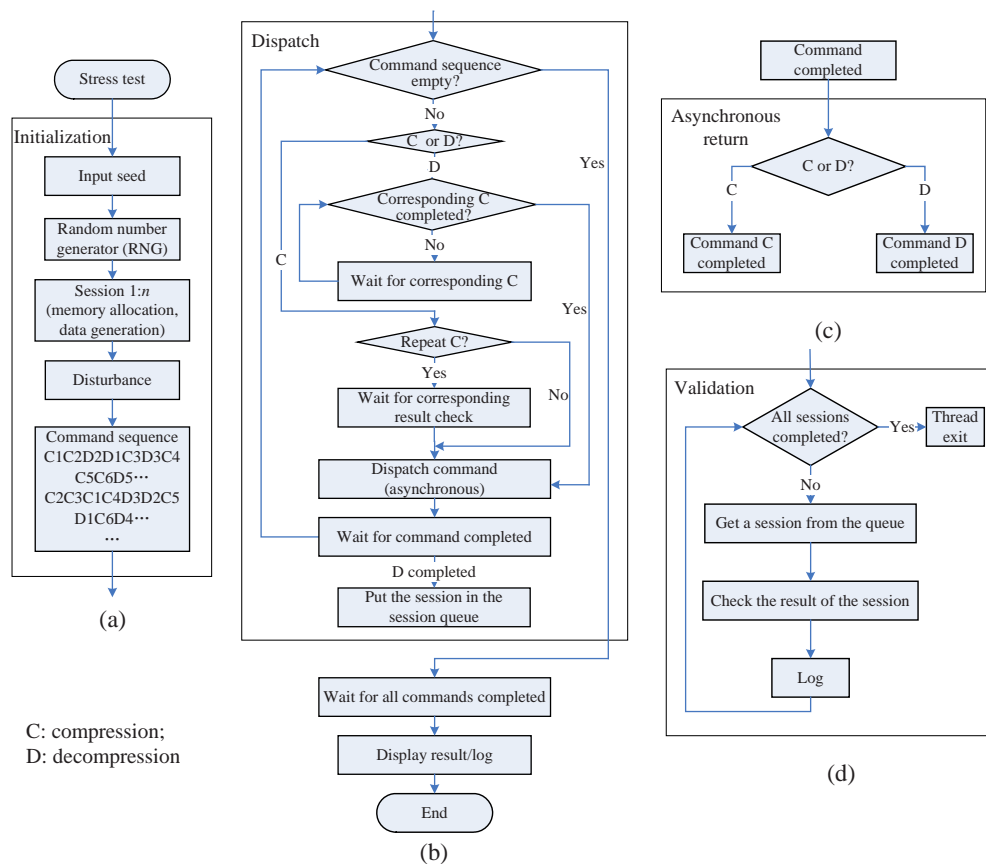 Stress test
Initialization
Input seed
Random number
generator (RNG)
Session 1:n
(memory allocation,
data generation)
Disturbance
Command sequence
C1C2D2D1C3D3C4
C5C6D5⋯
C2C3C1C4D3D2C5
D1C6D4⋯
⋯
(a)
C: compression;
D: decompression
Dispatch
Command sequence
empty?
No
Yes
C or D?
D
C
Corresponding C
completed?
No
Yes
Wait for corresponding C
Repeat C?
Yes
No
Wait for corresponding
result check
Dispatch command
(asynchronous)
Wait for command completed
D completed
Put the session in the
session queue
Wait for all commands completed
Display result/log
End
(b)
Command
completed
Asynchronous
return
C or D?
C
D
Command C
completed
Command D
completed
(c)
Validation
All sessions
completed?
Yes
Thread
exit
No
Get a session from the queue
Check the result of the session
Log
(d)